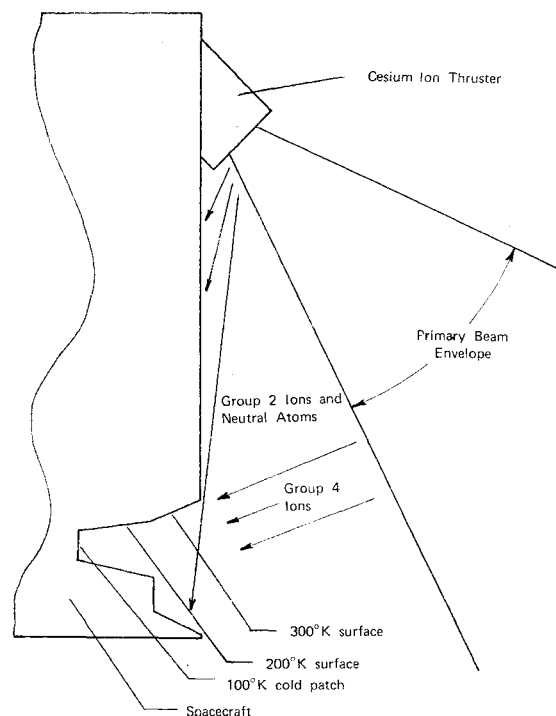 Cesium Ion Thruster
Primary Beam
Envelope
Group 2 Ions and
Neutral Atoms
Group 4
Ions
300°K surface
200°K surface
100°K cold patch
Spacecraft